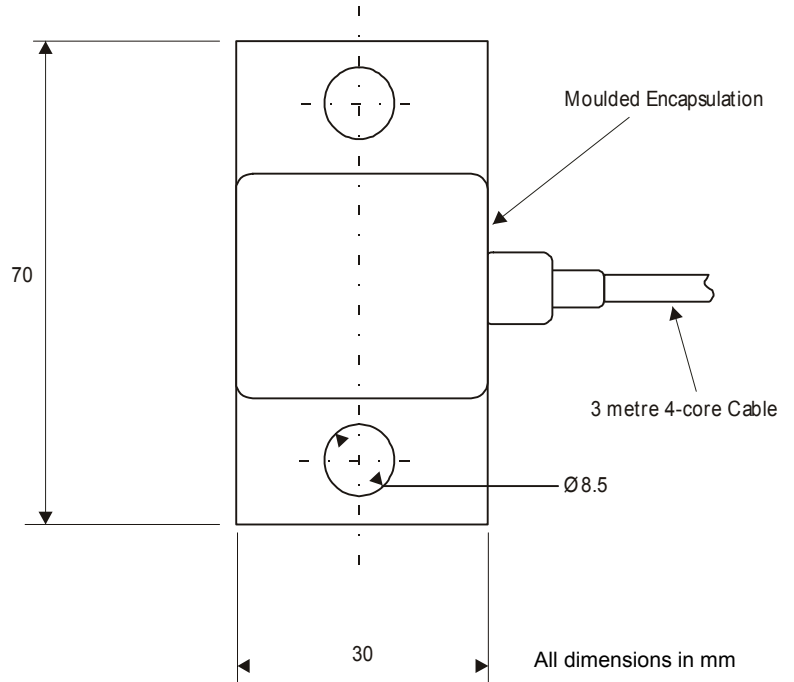 Moulded Encapsulation
70
3 metre 4-core Cable
Ø8.5
30
All dimensions in mm